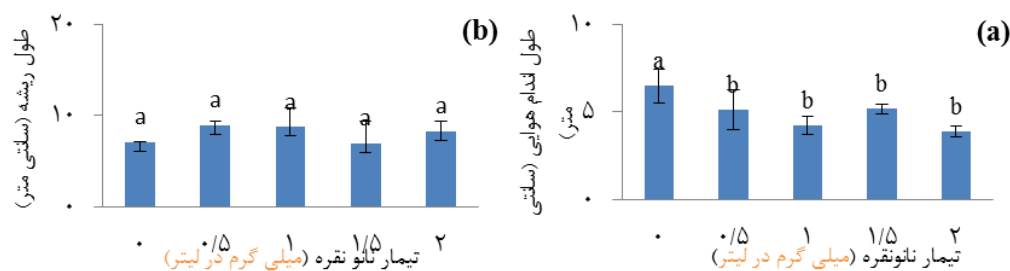 (b)
طول ریشه (سانتی متر)
۲۰
۱۰
۰
a
a
a
a
a
۰
۰/۵
۱
۱/۵
۲
تیمار نانو نقره (میلی گرم در لیتر)
(a)
طول اندام هوایی (سانتی
متر)
۱۰
۵
۰
a
b
b
b
b
۰
۰/۵
۱
۱/۵
۲
تیمار نانونقره (میلی گرم در لیتر)